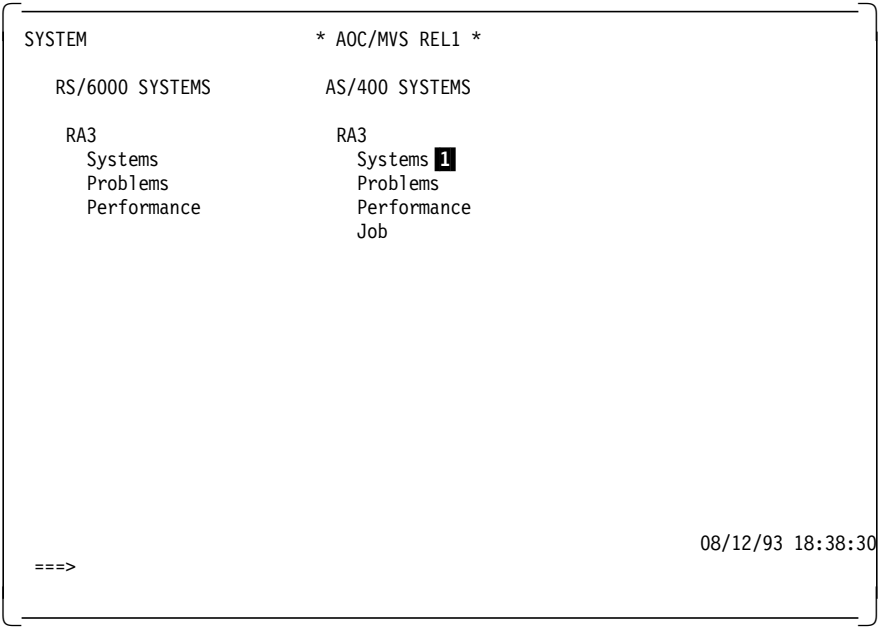 SYSTEM * AOC/MVS REL1 *
RS/6000 SYSTEMS AS/400 SYSTEMS
RA3 RA3
Systems Systems 1
Problems Problems
Performance Performance
Job
08/12/93 18:38:30
===>